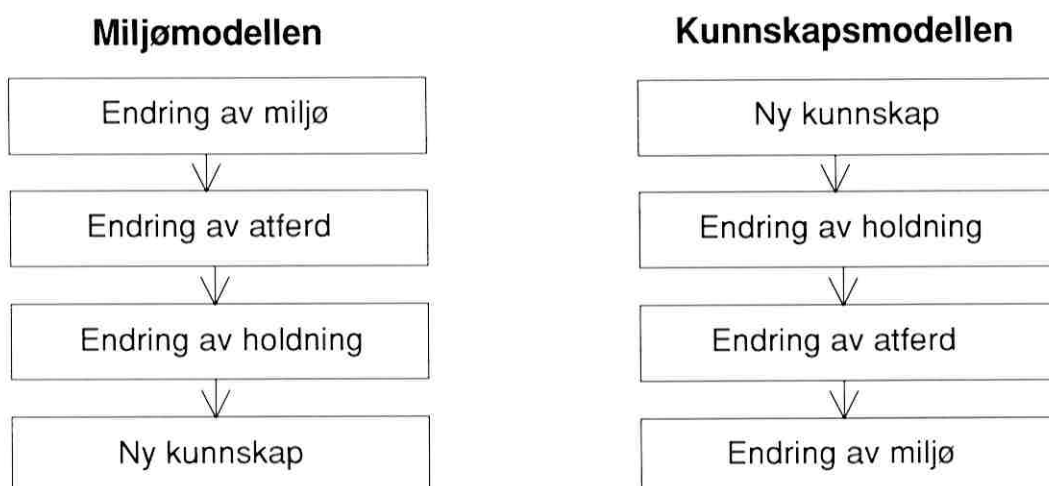 Miljømodellen
Endring av miljø
Endring av atferd
Endring av holdning
Ny kunnskap
Kunnskapsmodellen
Ny kunnskap
Endring av holdning
Endring av atferd
Endring av miljø